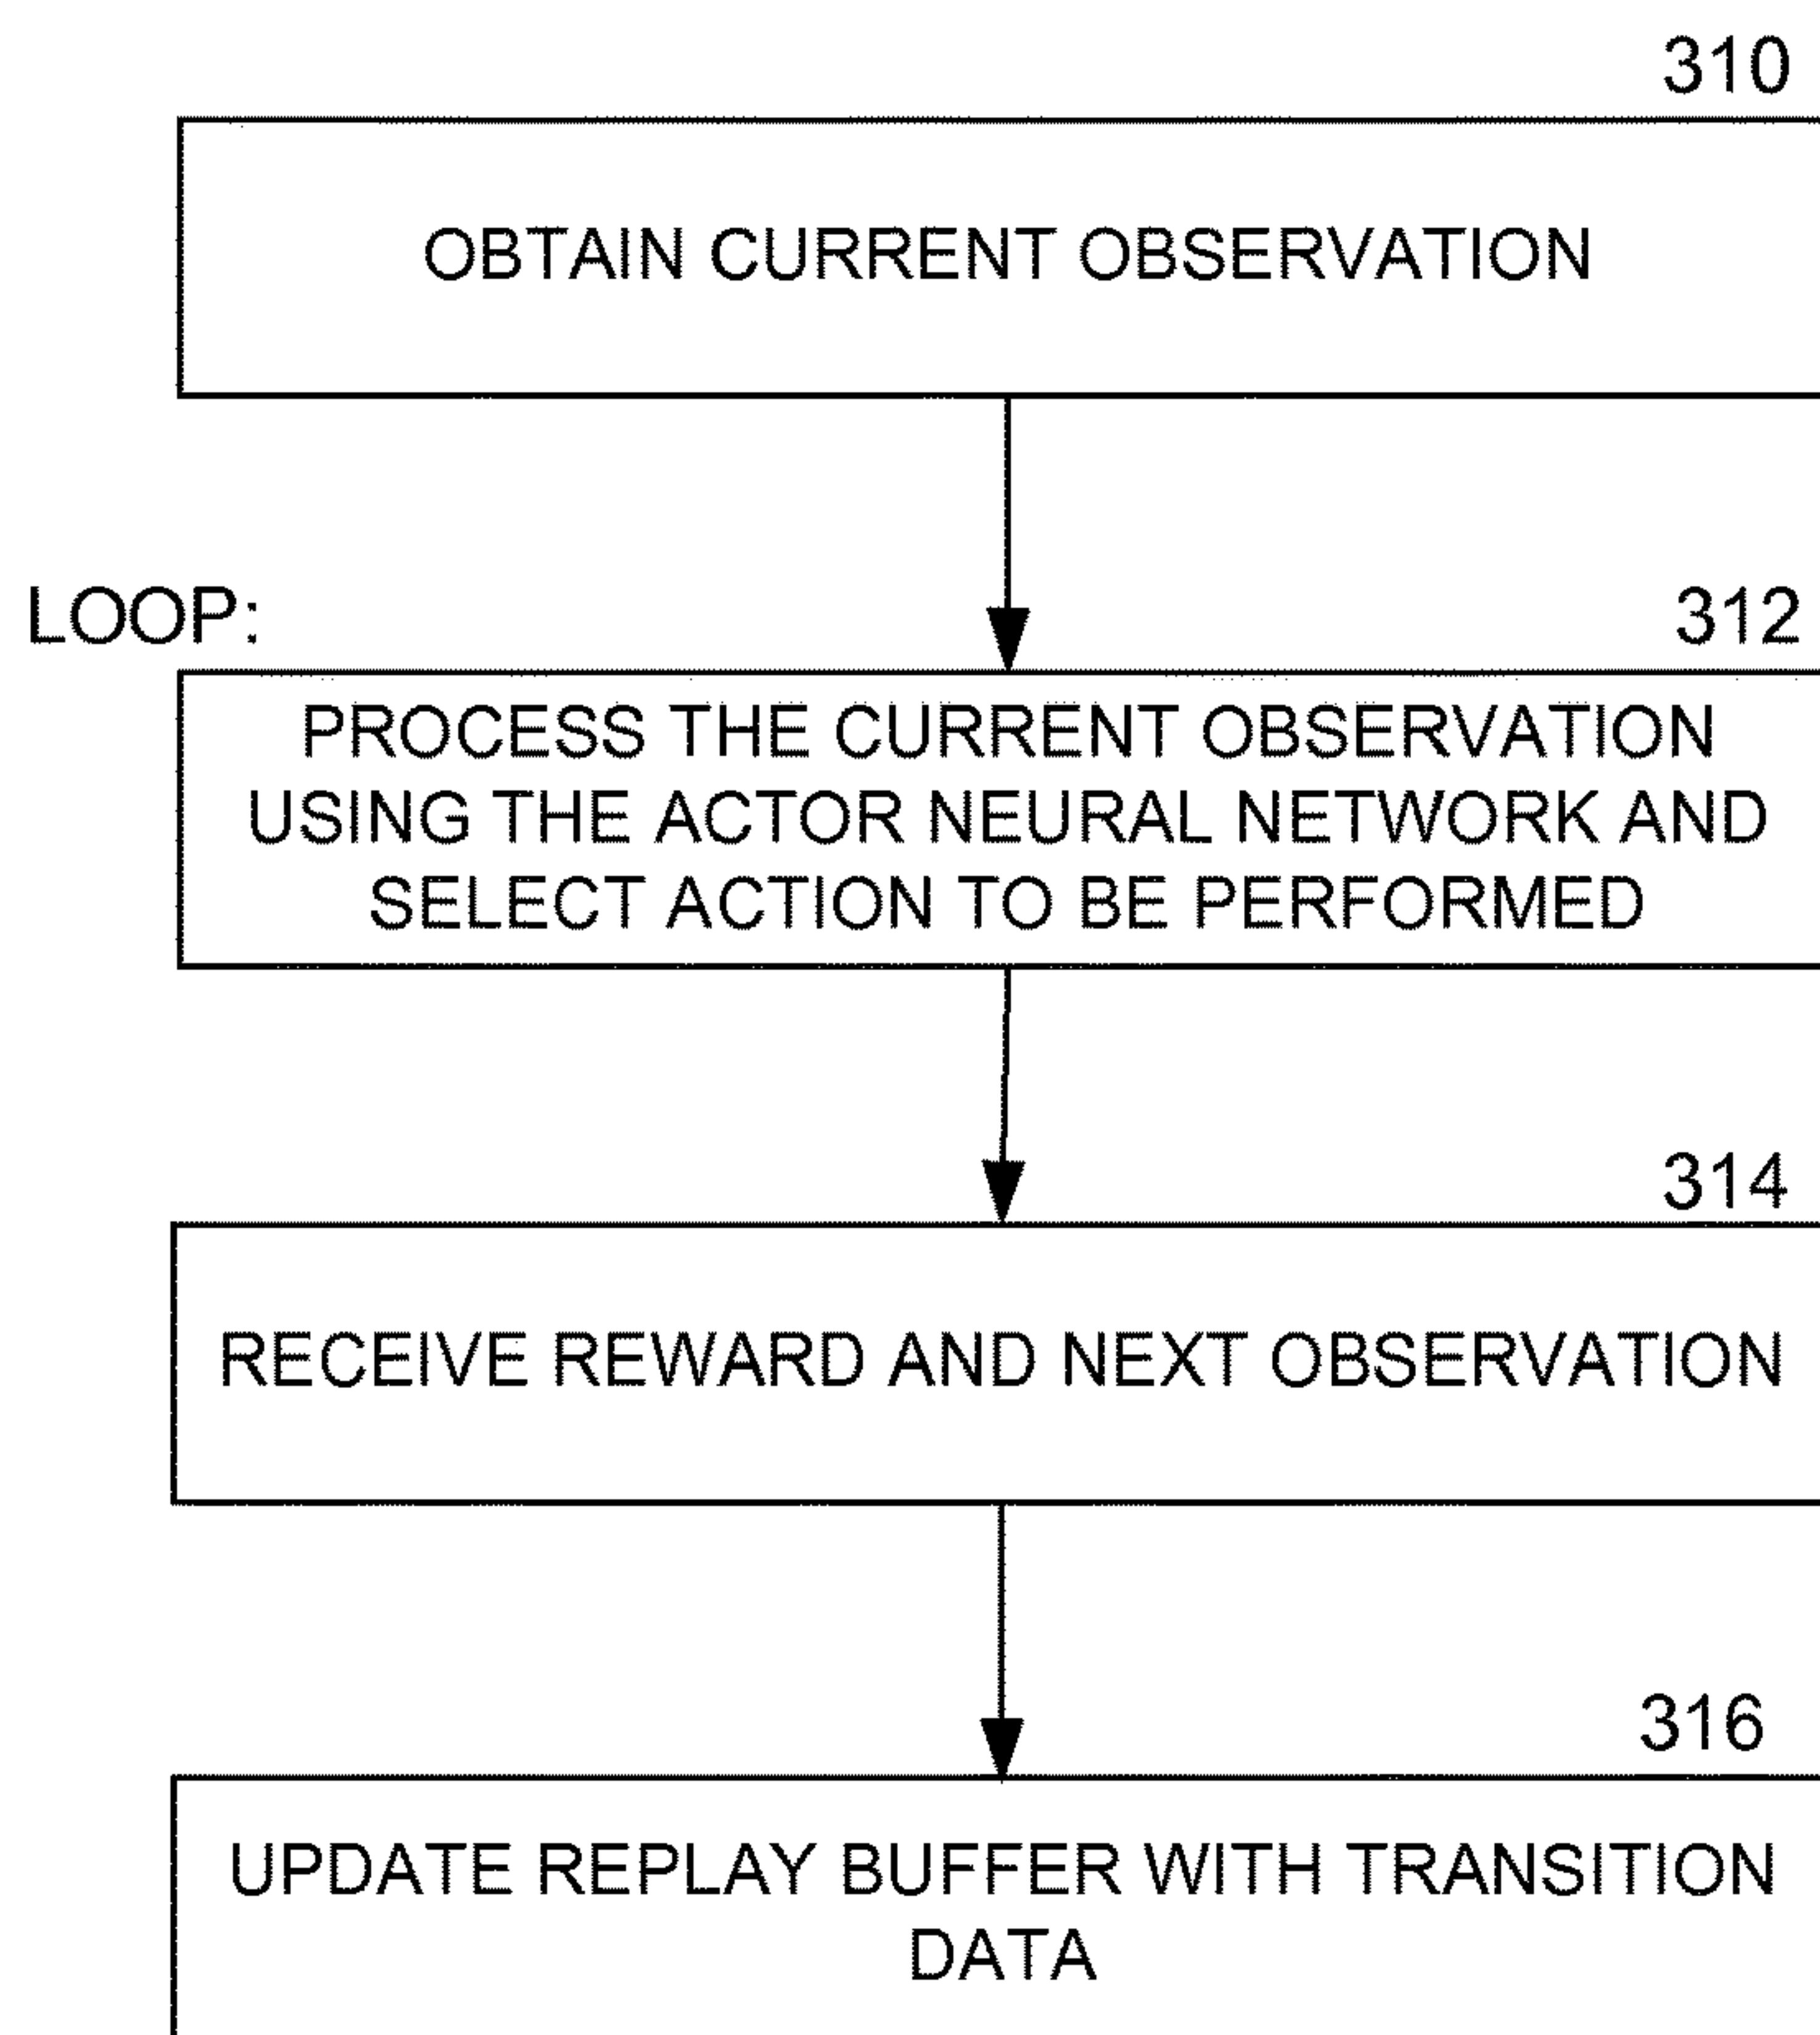 310
OBTAIN CURRENT OBSERVATION
LOOP:
312
PROCESS THE CURRENT OBSERVATION
USING THE ACTOR NEURAL NETWORK AND
SELECT ACTION TO BE PERFORMED
314
RECEIVE REWARD AND NEXT OBSERVATION
316
UPDATE REPLAY BUFFER WITH TRANSITION
DATA